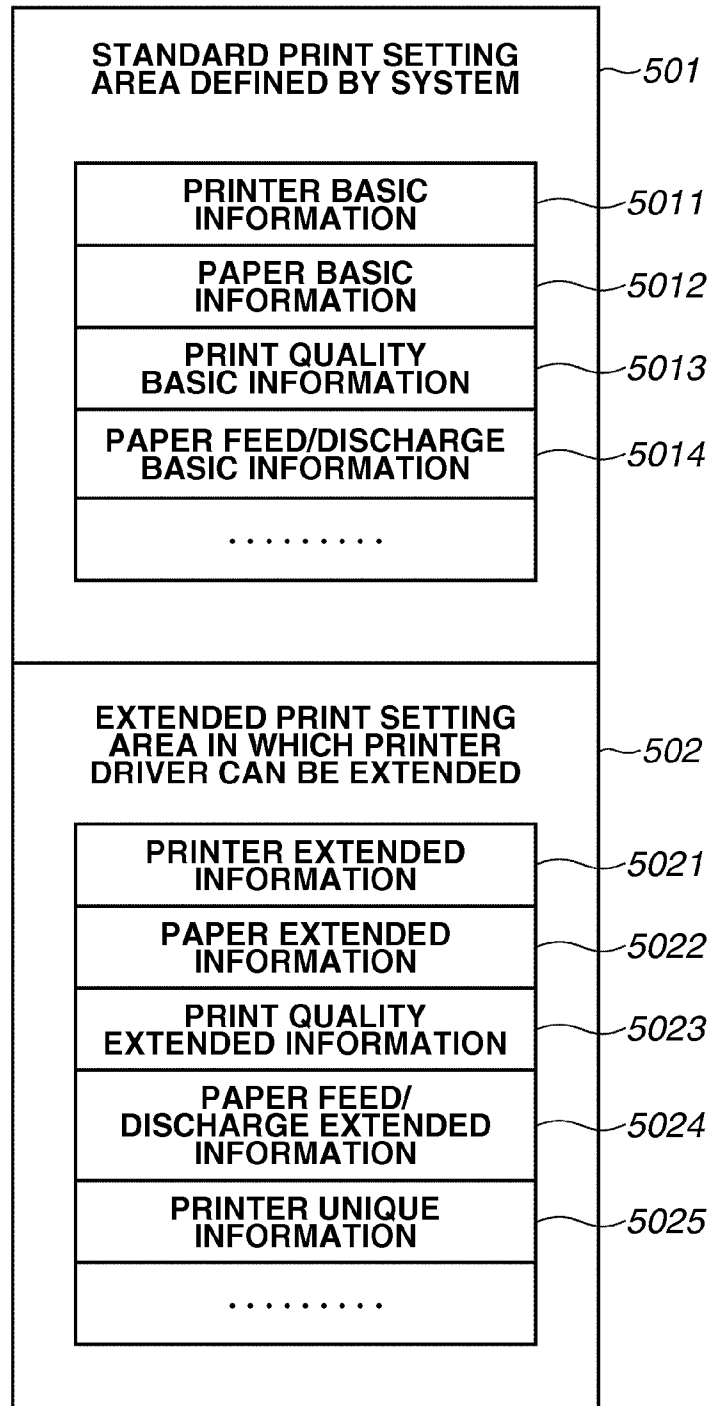 STANDARD PRINT SETTING
AREA DEFINED BY SYSTEM
501
PRINTER BASIC
INFORMATION
5011
PAPER BASIC
INFORMATION
5012
PRINT QUALITY
BASIC INFORMATION
5013
PAPER FEED/DISCHARGE
BASIC INFORMATION
5014
.........
EXTENDED PRINT SETTING
AREA IN WHICH PRINTER
DRIVER CAN BE EXTENDED
502
PRINTER EXTENDED
INFORMATION
5021
PAPER EXTENDED
INFORMATION
5022
PRINT QUALITY
EXTENDED INFORMATION
5023
PAPER FEED/
DISCHARGE EXTENDED
INFORMATION
5024
PRINTER UNIQUE
INFORMATION
5025
.........